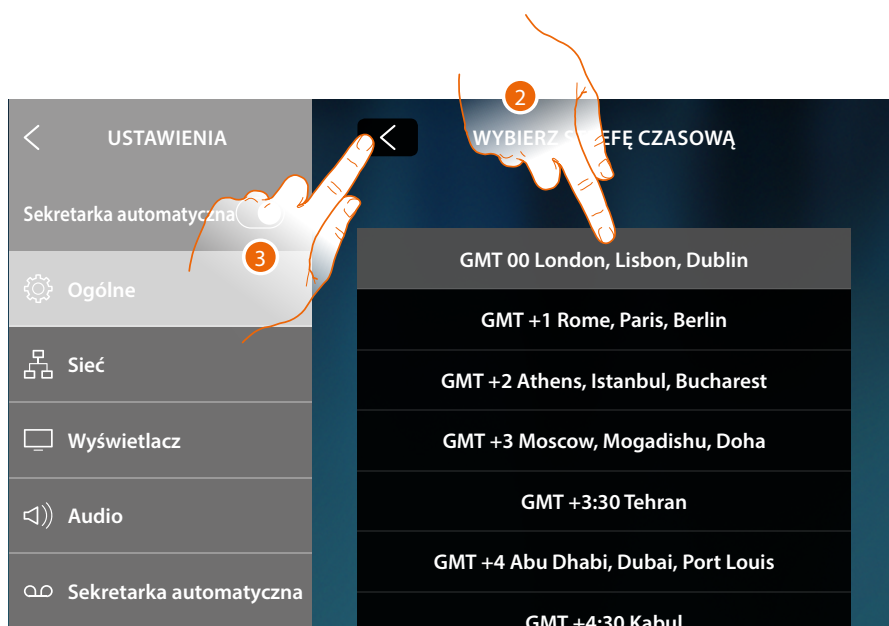 2
USTAWIENIA
WYBIERZ EFĘ CZASOWĄ
Sekretarka automatyczna
3
Ogólne
Sieć
Wyświetlacz
Audio
Sekretarka automatyczna
GMT 00 London, Lisbon, Dublin
GMT +1 Rome, Paris, Berlin
GMT +2 Athens, Istanbul, Bucharest
GMT +3 Moscow, Mogadishu, Doha
GMT +3:30 Tehran
GMT +4 Abu Dhabi, Dubai, Port Louis
GMT +4:30 Kabul